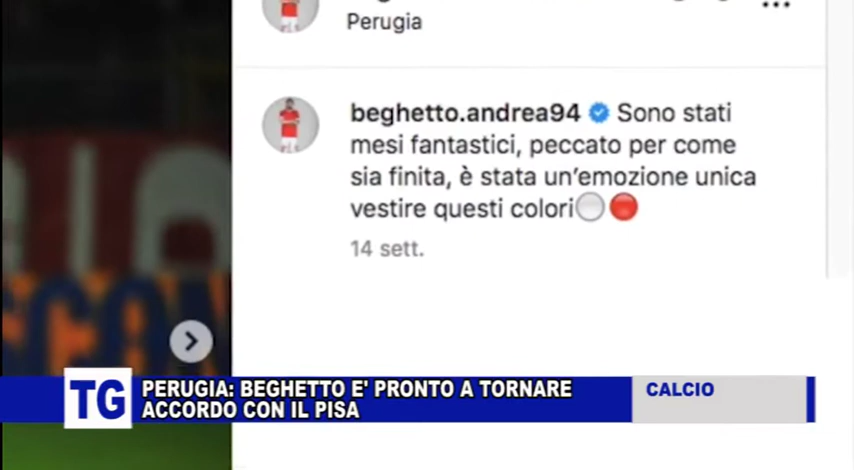 Perugia
beghetto.andrea94 Sono stati
mesi fantastici, peccato per come
sia finita, è stata un'emozione unica
vestire questi colori
14 sett.
TG
PERUGIA: BEGHETTO E' PRONTO A TORNARE
ACCORDO CON IL PISA
CALCIO